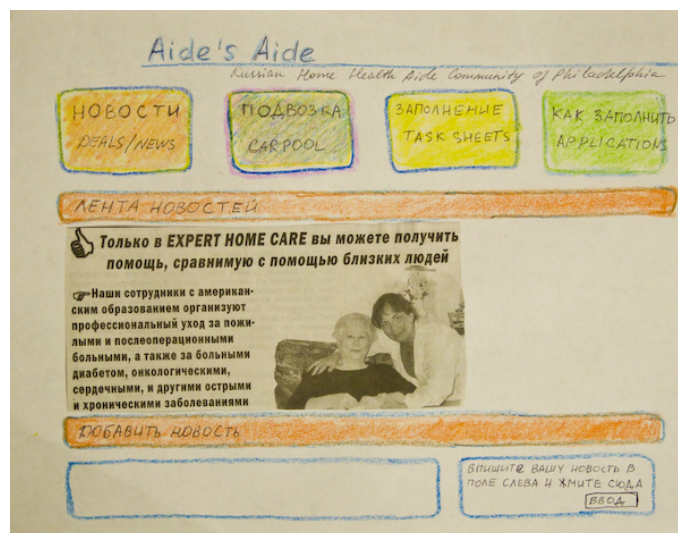 Aide's Aide
Russian Home Health Aide Community of Philadelphia
НОВОСТИ
DEALS/NEWS
ПОДВОЗКА
CARPOOL
ЗАПОЛНЕНИЕ
TASK SHEETS
КАК ЗАПОЛНИТЬ
APPLICATIONS
ЛЕНТА НОВОСТЕЙ
Только в EXPERT HOME CARE вы можете получить
помощь, сравнимую с помощью близких людей
Наши сотрудники с американ-
ским образованием организуют
профессиональный уход за пожи-
лыми и послеоперационными
больными, а также за больными
диабетом, онкологическими,
сердечными, и другими острыми
и хроническими заболеваниями
ДОБАВИТЬ НОВОСТЬ
ВПИШИТЕ ВАШУ НОВОСТЬ В
ПОЛЕ СЛЕВА И ЖМИТЕ СЮДА
ВВОД